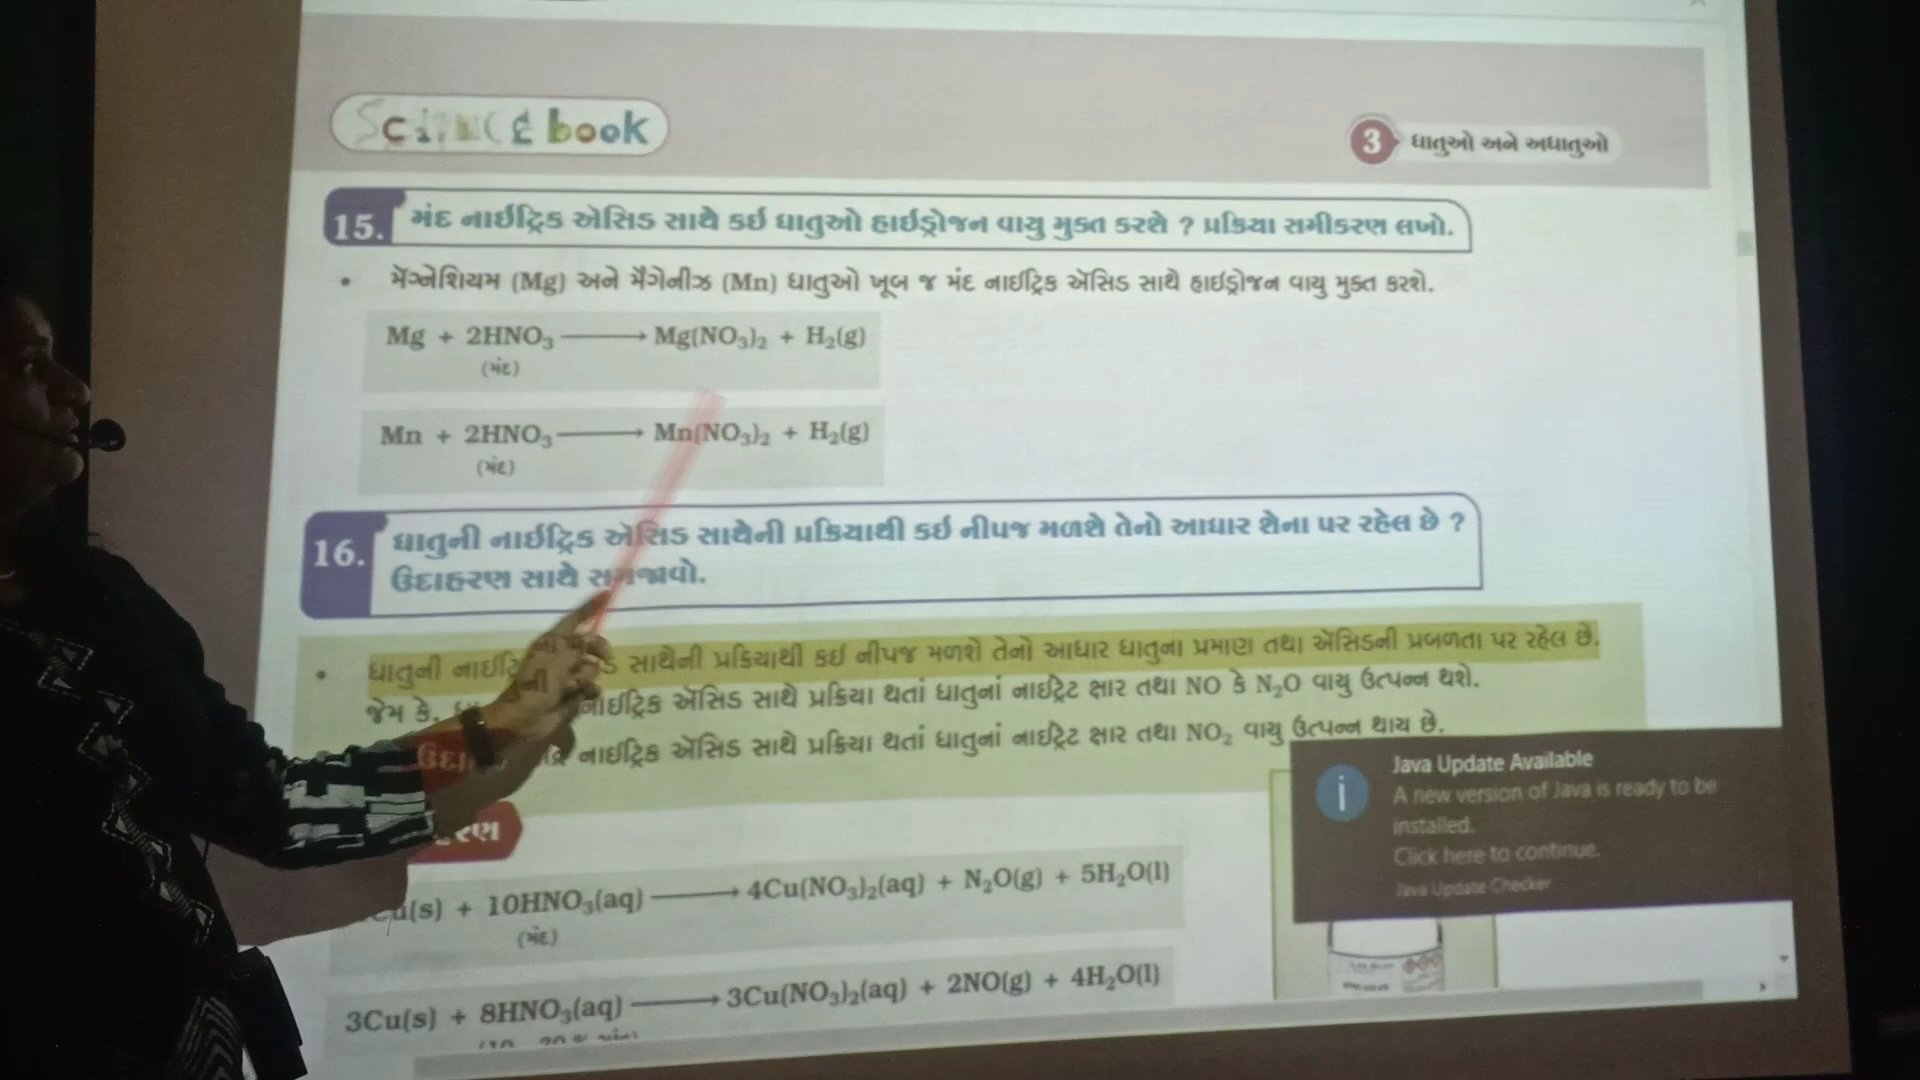 Science book
3 ધાતુઓ અને અધાતુઓ
15. મંદ નાઈટ્રિક ઍસિડ સાથે કઈ ધાતુઓ હાઈડ્રોજન વાયુ મુક્ત કરશે ? પ્રક્રિયા સમીકરણ લખો.
• મૅગ્નેશિયમ (Mg) અને મૅંગેનીઝ (Mn) ધાતુઓ ખૂબ જ મંદ નાઈટ્રિક ઍસિડ સાથે હાઈડ્રોજન વાયુ મુક્ત કરશે.
Mg + 2HNO₃ ⟶ Mg(NO₃)₂ + H₂(g)
(મંદ)
Mn + 2HNO₃ ⟶ Mn(NO₃)₂ + H₂(g)
(મંદ)
16. ધાતુની નાઈટ્રિક ઍસિડ સાથેની પ્રક્રિયાથી કઈ નીપજ મળશે તેનો આધાર શેના પર રહેલ છે ?
ઉદાહરણ સાથે સમજાવો.
• ધાતુની સાથેની પ્રક્રિયાથી કઈ નીપજ મળશે તેનો આધાર ધાતુના પ્રમાણ તથા ઍસિડની પ્રબળતા પર રહેલ છે.
જેમ કે, નાઈટ્રિક ઍસિડ સાથે પ્રક્રિયા થતાં ધાતુનાં નાઈટ્રેટ ક્ષાર તથા NO કે N₂O વાયુ ઉત્પન્ન થશે.
નાઈટ્રિક ઍસિડ સાથે પ્રક્રિયા થતાં ધાતુનાં નાઈટ્રેટ ક્ષાર તથા NO₂ વાયુ ઉત્પન્ન થાય છે.
Cu(s) + 10HNO₃(aq) ⟶ 4Cu(NO₃)₂(aq) + N₂O(g) + 5H₂O(l)
(મંદ)
3Cu(s) + 8HNO₃(aq) ⟶ 3Cu(NO₃)₂(aq) + 2NO(g) + 4H₂O(l)
Java Update Available
A new version of Java is ready to be
installed.
Click here to continue.
Java Update Checker